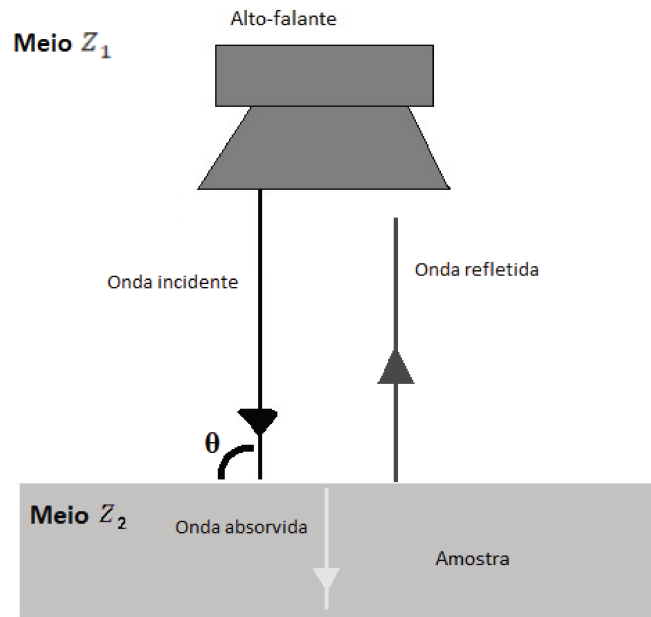 Alto-falante
Meio Z₁
Onda incidente
Onda refletida
θ
Meio Z₂
Onda absorvida
Amostra